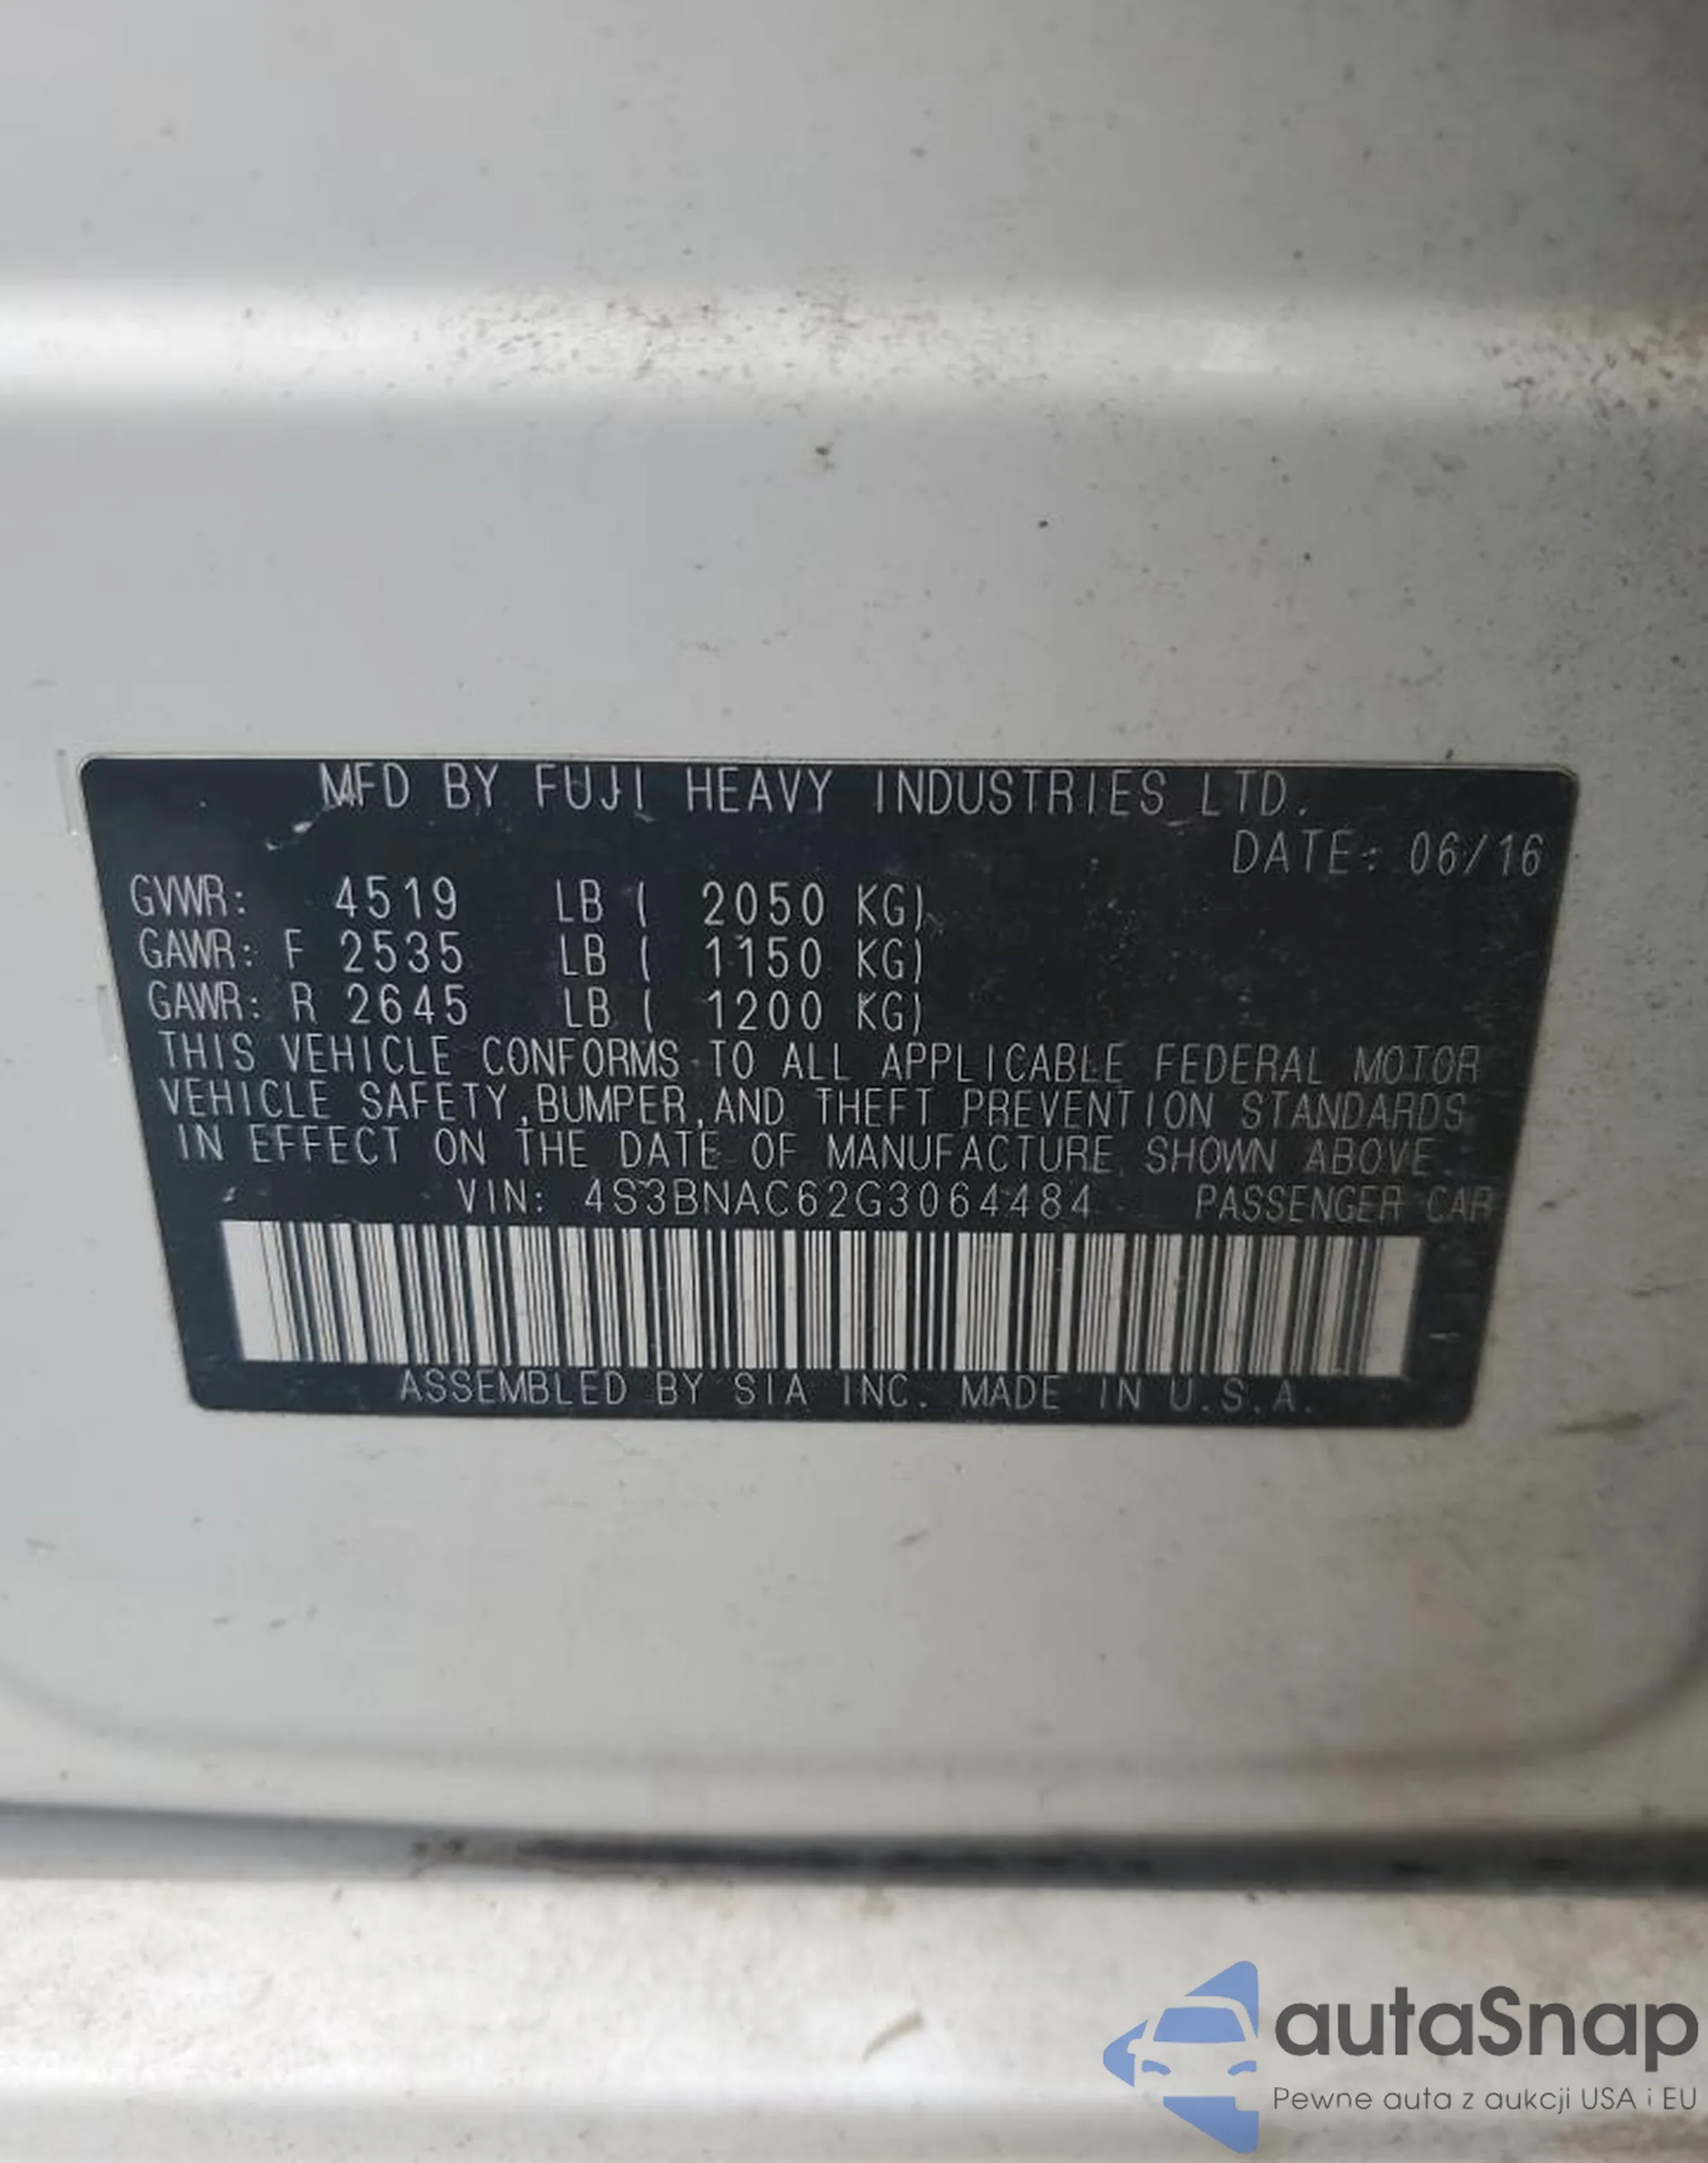 MFD BY FUJI HEAVY INDUSTRIES LTD.
DATE: 06/16
GVWR: 4519 LB ( 2050 KG)
GAWR: F 2535 LB ( 1150 KG)
GAWR: R 2645 LB ( 1200 KG)
THIS VEHICLE CONFORMS TO ALL APPLICABLE FEDERAL MOTOR
VEHICLE SAFETY,BUMPER,AND THEFT PREVENTION STANDARDS
IN EFFECT ON THE DATE OF MANUFACTURE SHOWN ABOVE.
VIN: 4S3BNAC62G3064484 PASSENGER CAR
ASSEMBLED BY SIA INC. MADE IN U.S.A.
autaSnap
Pewne auta z aukcji USA i EU